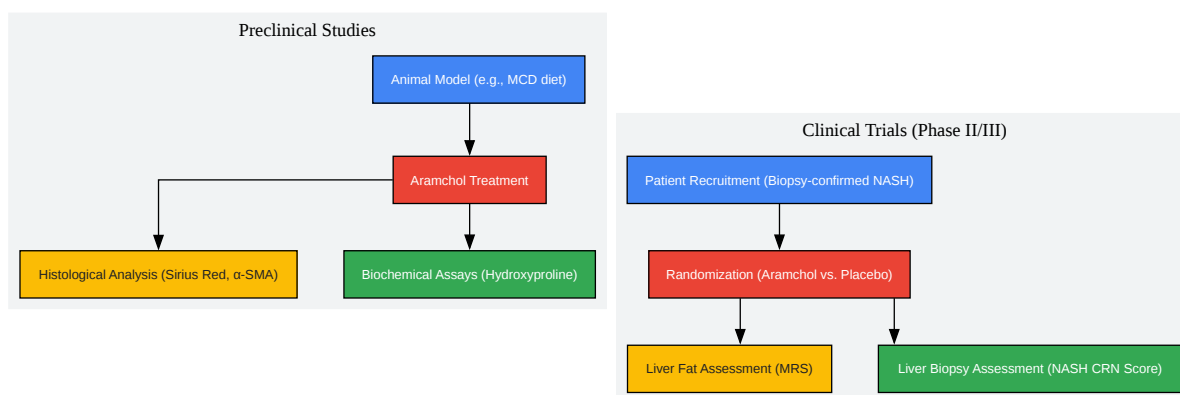 Preclinical Studies
Animal Model (e.g., MCD diet)
Aramchol Treatment
Histological Analysis (Sirius Red, α-SMA)
Biochemical Assays (Hydroxyproline)
Clinical Trials (Phase II/III)
Patient Recruitment (Biopsy-confirmed NASH)
Randomization (Aramchol vs. Placebo)
Liver Fat Assessment (MRS)
Liver Biopsy Assessment (NASH CRN Score)